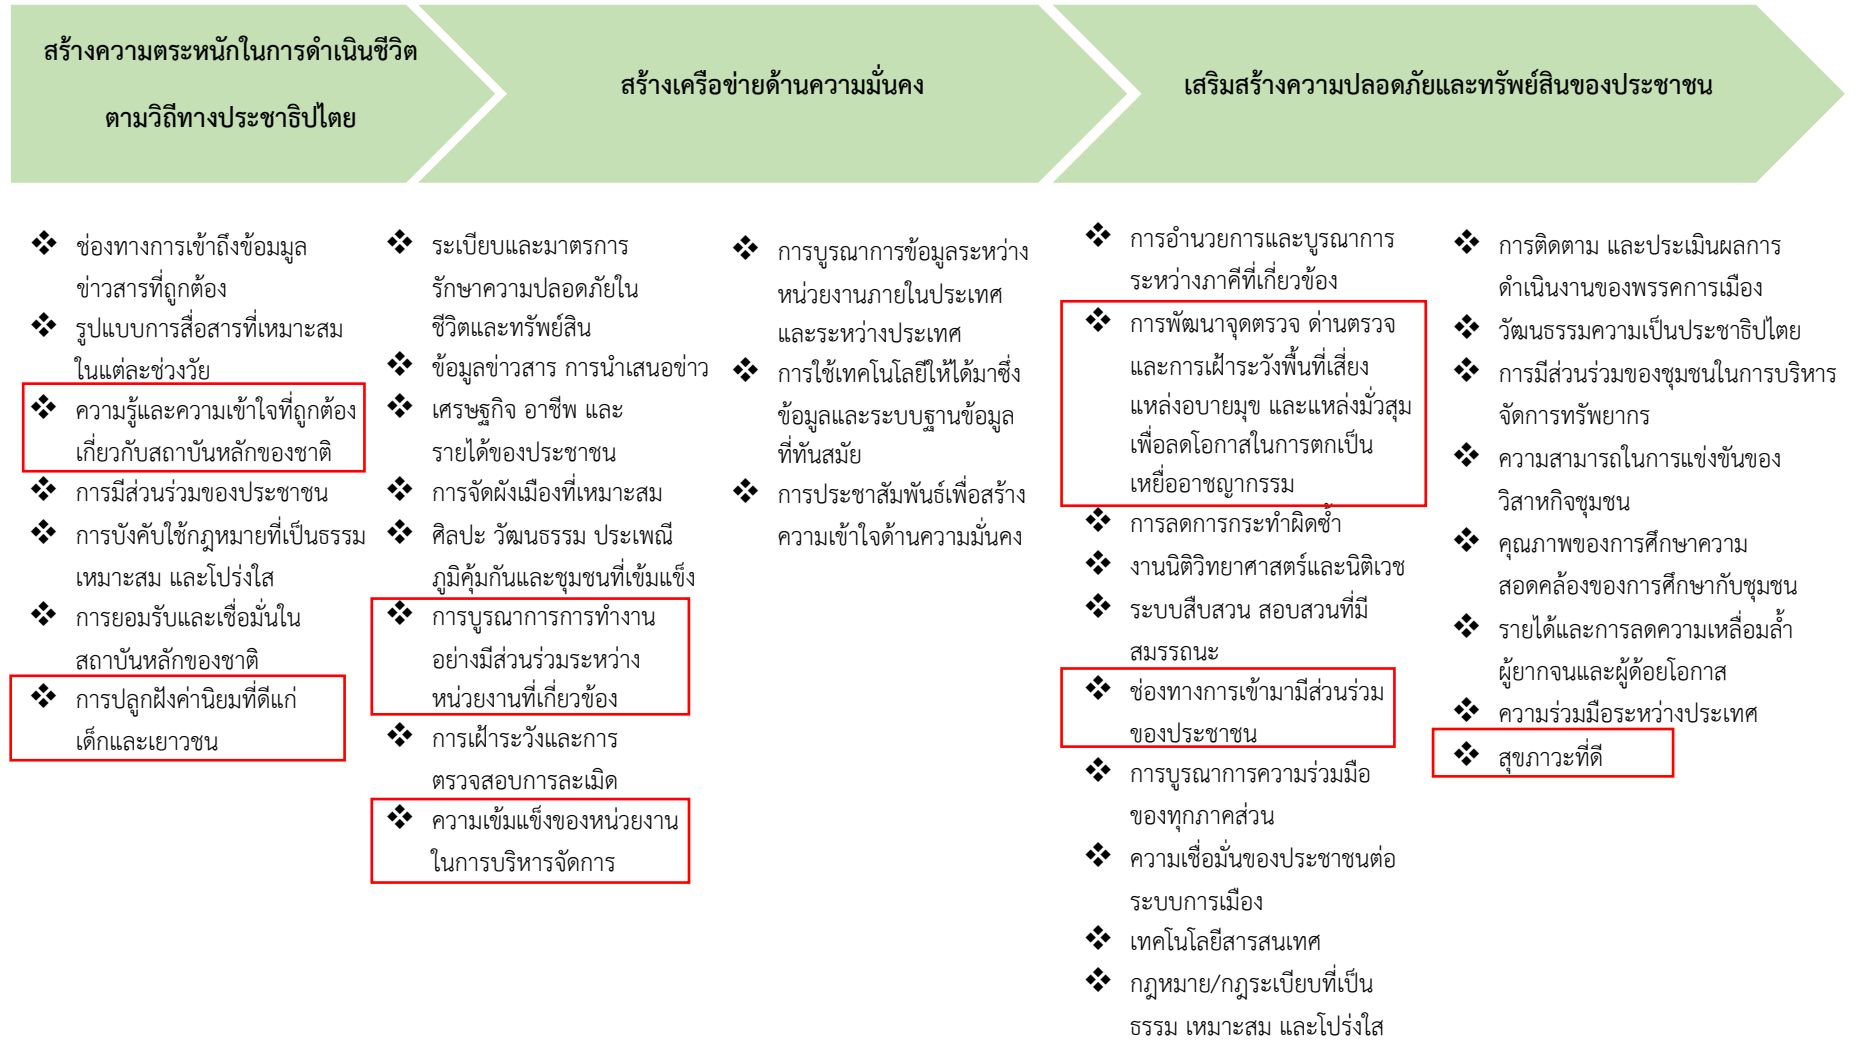 สร้างความตระหนักในการดำเนินชีวิต
ตามวิถีทางประชาธิปไตย
สร้างเครือข่ายด้านความมั่นคง
เสริมสร้างความปลอดภัยและทรัพย์สินของประชาชน
❖ ช่องทางการเข้าถึงข้อมมูล
ข่าวสารที่ถูกต้อง
❖ รูปแบบการสื่อสารที่เหมาะสม
ในแต่ละช่วงวัย
❖ ความรู้และความเข้าใจที่ถูกต้อง
เกี่ยวกับสถาบันหลักของชาติ
❖ การมีส่วนร่วมของประชาชน
❖ การบังคับใช้กฎหมายที่เป็นธรรม
เหมาะสม และโปร่งใส
❖ การยอมรับและเชื่อมั่นใน
สถาบันหลักของชาติ
❖ การปลูกฝังค่านิยมที่ดีแก่
เด็กและเยาวชน
❖ ระเบียบและมาตรการ
รักษาความปลอดภัยใน
ชีวิตและทรัพย์สิน
❖ ข้อมูลข่าวสาร การนำเสนอข่าว
❖ เศรษฐกิจ อาชีพ และ
รายได้ของประชาชน
❖ การจัดผังเมืองที่เหมาะสม
❖ ศิลปะ วัฒนธรรม ประเพณี
ภูมิคุ้มกันและชุมชนที่เข้มแข็ง
❖ การบูรณาการการทำงาน
อย่างมีส่วนร่วมระหว่าง
หน่วยงานที่เกี่ยวข้อง
❖ การเฝ้าระวังและการ
ตรวจสอบการละเมิด
❖ ความเข้มแข็งของหน่วยงาน
ในการบริหารจัดการ
❖ การบูรณาการข้อมูลระหว่าง
หน่วยงานภายในประเทศ
และระหว่างประเทศ
❖ การใช้เทคโนโลยีให้ได้มาซึ่ง
ข้อมูลและระบบฐานข้อมูล
ที่ทันสมัย
❖ การประชาสัมพันธ์เพื่อสร้าง
ความเข้าใจด้านความมั่นคง
❖ การอำนวยการและบูรณาการ
ระหว่างภาคีที่เกี่ยวข้อง
❖ การพัฒนาจุดตรวจ ด่านตรวจ
และการเฝ้าระวังพื้นที่เสี่ยง
แหล่งอบายมุข และแหล่งมั่วสุม
เพื่อลดโอกาสในการตกเป็น
เหยื่ออาชญากรรม
❖ การลดการกระทำผิดซ้ำ
❖ งานนิติวิทยาศาสตร์และนิติเวช
❖ ระบบสืบสวน สอบสวนที่มี
สมรรถนะ
❖ ช่องทางการเข้ามามีส่วนร่วม
ของประชาชน
❖ การบูรณาการความร่วมมือ
ของทุกภาคส่วน
❖ ความเชื่อมั่นของประชาชนต่อ
ระบบการเมือง
❖ เทคโนโลยีสารสนเทศ
❖ กฎหมาย/กฎระเบียบที่เป็น
ธรรม เหมาะสม และโปร่งใส
❖ การติดตาม และประเมินผลการ
ดำเนินงานของพรรคการเมือง
❖ วัฒนธรรมความเป็นประชาธิปไตย
❖ การมีส่วนร่วมของชุมชนในการบริหาร
จัดการทรัพยากร
❖ ความสามารถในการแข่งขันของ
วิสาหกิจชุมชน
❖ คุณภาพของการศึกษาความ
สอดคล้องของการศึกษากับชุมชน
❖ รายได้และการลดความเหลื่อมล้ำ
ผู้ยากจนและผู้ด้อยโอกาส
❖ ความร่วมมือระหว่างประเทศ
❖ สุขภาวะที่ดี